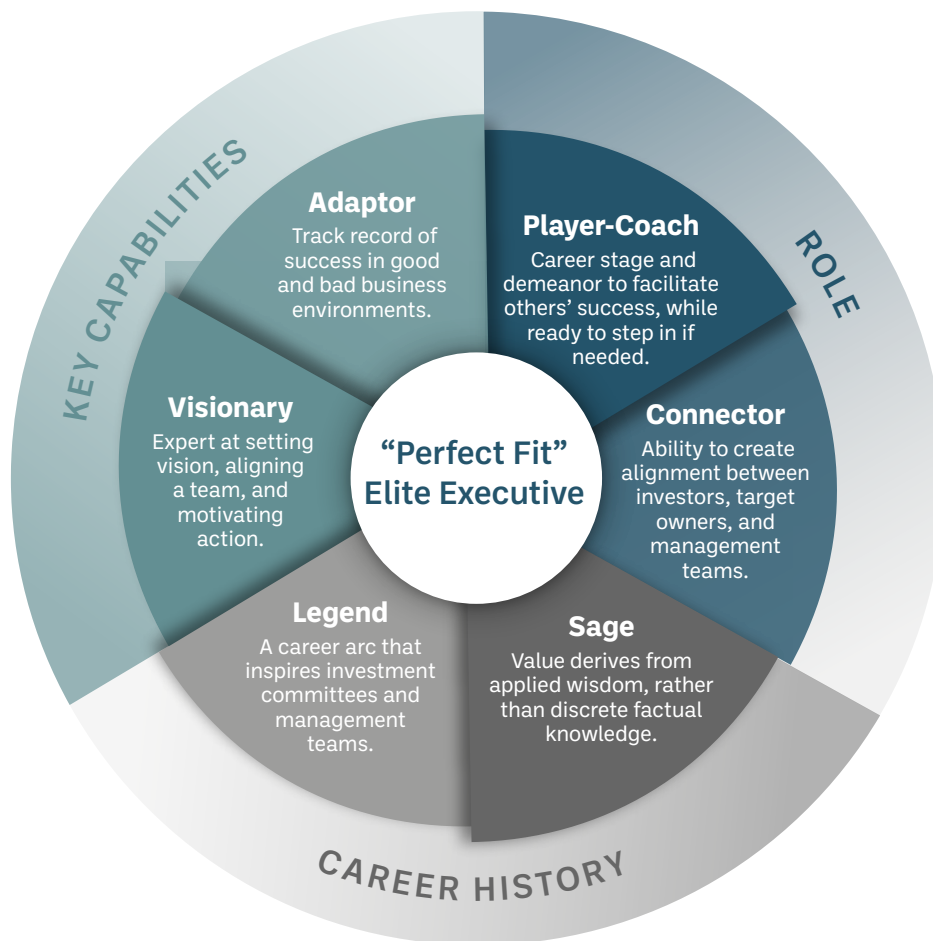 KEY CAPABILITIES
ROLE
CAREER HISTORY
“Perfect Fit”
Elite Executive
Adaptor
Track record of
success in good
and bad business
environments.
Player-Coach
Career stage and
demeanor to facilitate
others’ success, while
ready to step in if
needed.
Connector
Ability to create
alignment between
investors, target
owners, and
management
teams.
Sage
Value derives from
applied wisdom, rather
than discrete factual
knowledge.
Legend
A career arc that
inspires investment
committees and
management
teams.
Visionary
Expert at setting
vision, aligning
a team, and
motivating
action.